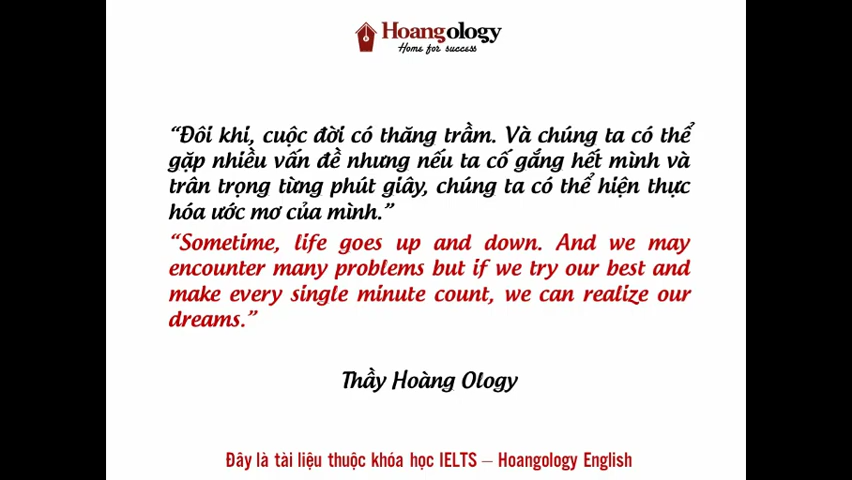 Hoangology
Home for success
“Đôi khi, cuộc đời có thăng trầm. Và chúng ta có thể
gặp nhiều vấn đề nhưng nếu ta cố gắng hết mình và
trân trọng từng phút giây, chúng ta có thể hiện thực
hóa ước mơ của mình.”
“Sometime, life goes up and down. And we may
encounter many problems but if we try our best and
make every single minute count, we can realize our
dreams.”
Thầy Hoàng Ology
Đây là tài liệu thuộc khóa học IELTS – Hoangology English